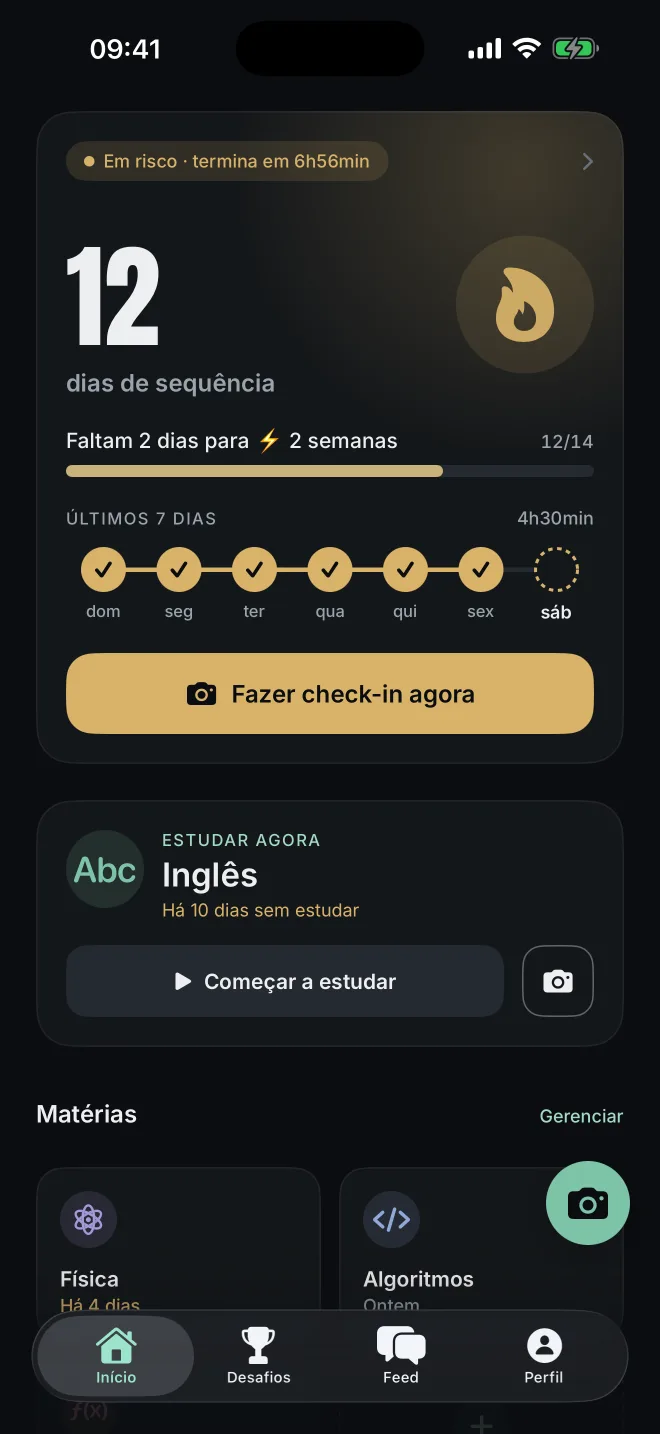 09:41
Em risco · termina em 6h56min
12
dias de sequência
Faltam 2 dias para ⚡ 2 semanas
12/14
ÚLTIMOS 7 DIAS
4h30min
dom seg ter qua qui sex sáb
Fazer check-in agora
Abc
ESTUDAR AGORA
Inglês
Há 10 dias sem estudar
Começar a estudar
Matérias
Gerenciar
</>
Física
Algoritmos
Há 4 dias
Ontem
Início Desafios Feed Perfil
f(x)